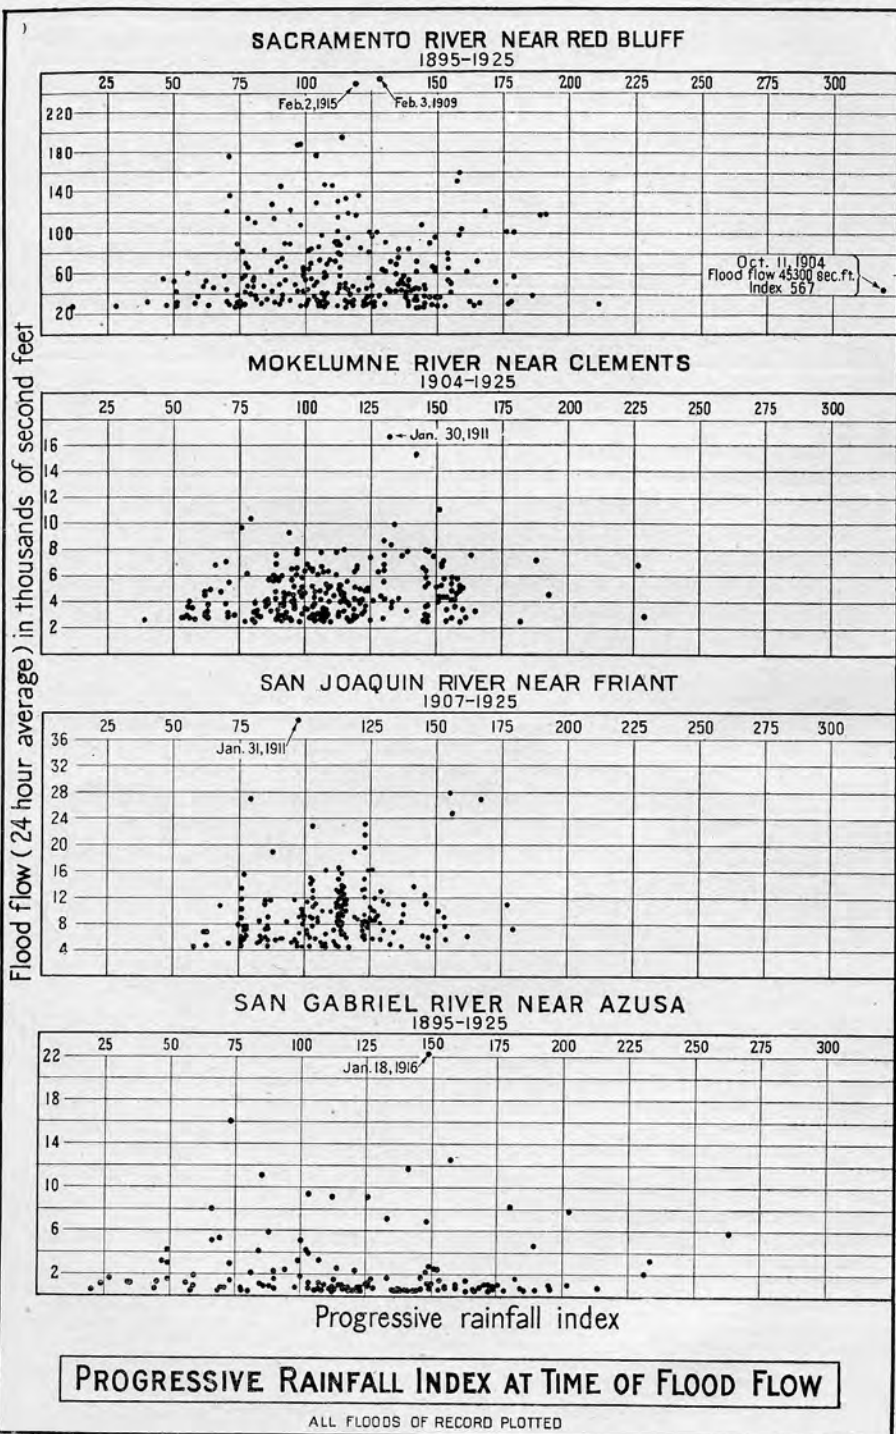 SACRAMENTO RIVER NEAR RED BLUFF
1895-1925
25 50 75 100 125 150 175 200 225 250 275 300
Feb. 2, 1915
Feb. 3, 1909
220
180
140
100
60
20
Oct. 11, 1904
Flood flow 45300 sec.ft.
Index 567
MOKELUMNE RIVER NEAR CLEMENTS
1904-1925
25 50 75 100 125 150 175 200 225 250 275 300
Jan. 30, 1911
16
14
12
10
8
6
4
2
SAN JOAQUIN RIVER NEAR FRIANT
1907-1925
25 50 75 125 150 175 200 225 250 275 300
Jan. 31, 1911
36
32
28
24
20
16
12
8
4
SAN GABRIEL RIVER NEAR AZUSA
1895-1925
25 50 75 100 125 150 175 200 225 250 275 300
Jan. 18, 1916
22
18
14
10
6
2
Flood flow (24 hour average) in thousands of second feet
Progressive rainfall index
PROGRESSIVE RAINFALL INDEX AT TIME OF FLOOD FLOW
ALL FLOODS OF RECORD PLOTTED